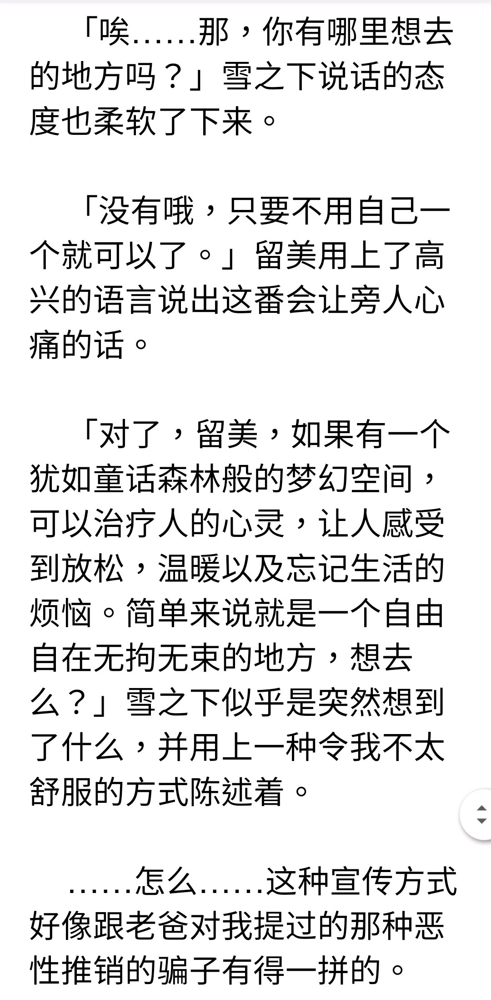 「唉......那，你有哪里想去
的地方吗？」雪之下说话的态
度也柔软了下来。
「没有哦，只要不用自己一
个就可以了。」留美用上了高
兴的语言说出这番会让旁人心
痛的话。
「对了，留美，如果有一个
犹如童话森林般的梦幻空间，
可以治疗人的心灵，让人感受
到放松，温暖以及忘记生活的
烦恼。简单来说就是一个自由
自在无拘无束的地方，想去
么？」雪之下似乎是突然想到
了什么，并用上一种令我不太
舒服的方式陈述着。
......怎么......这种宣传方式
好像跟老爸对我提过的那种恶
性推销的骗子有得一拼的。